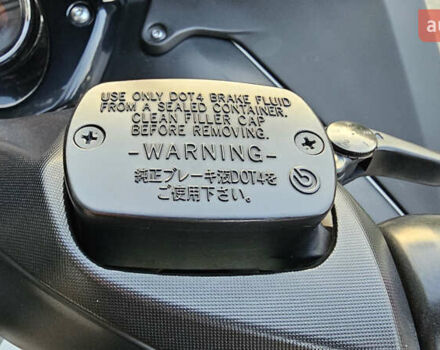 USE ONLY DOT4 BRAKE FLUID
FROM A SEALED CONTAINER.
CLEAN FILLER CAP
BEFORE REMOVING.
-WARNING-
純正ブレーキ液DOT4を
ご使用下さい。